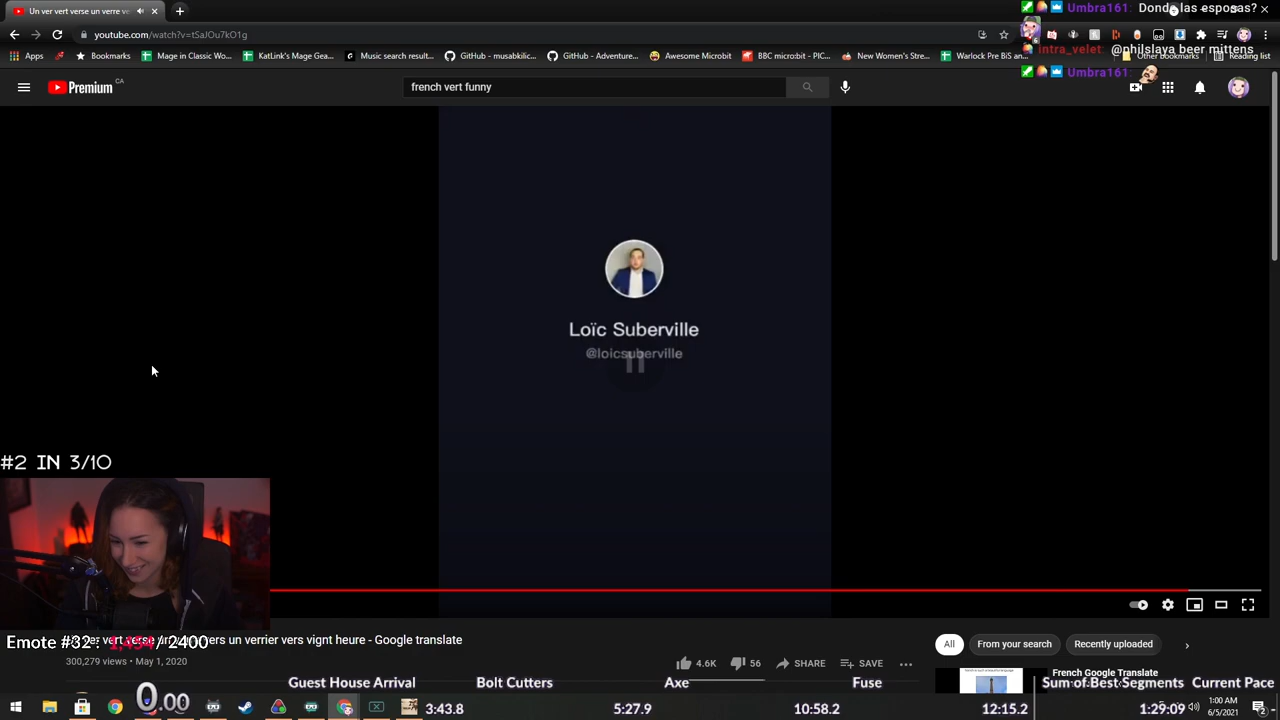 Un ver vert verse un verre ve
Umbra161: Donde las esposas?
youtube.com/watch?v=tSaJOu7kO1g
intra_velet: @philslaya beer mittens
Apps
Bookmarks
Mage in Classic Wo...
KatLink's Mage Gea...
Music search result...
GitHub - musabkilic...
GitHub - Adventure...
Awesome Microbit
BBC microbit - PIC...
New Women's Stre...
Warlock Pre BiS an
Other Bookmarks
Reading list
Umbra161:
Premium
CA
french vert funny
Loïc Suberville
@loicsuberville
#2 IN 3/10
Emote #32 : 1,454 / 2400
ers un verrier vers vignt heure - Google translate
300,279 views • May 1, 2020
4.6K
56
SHARE
SAVE
All
From your search
Recently uploaded
French Google Translate
Guest House Arrival
Bolt Cutters
Axe
Fuse
Sum of Best Segments
Current Pace
0.00
3:43.8
5:27.9
10:58.2
12:15.2
1:29:09
1:00 AM
6/5/2021